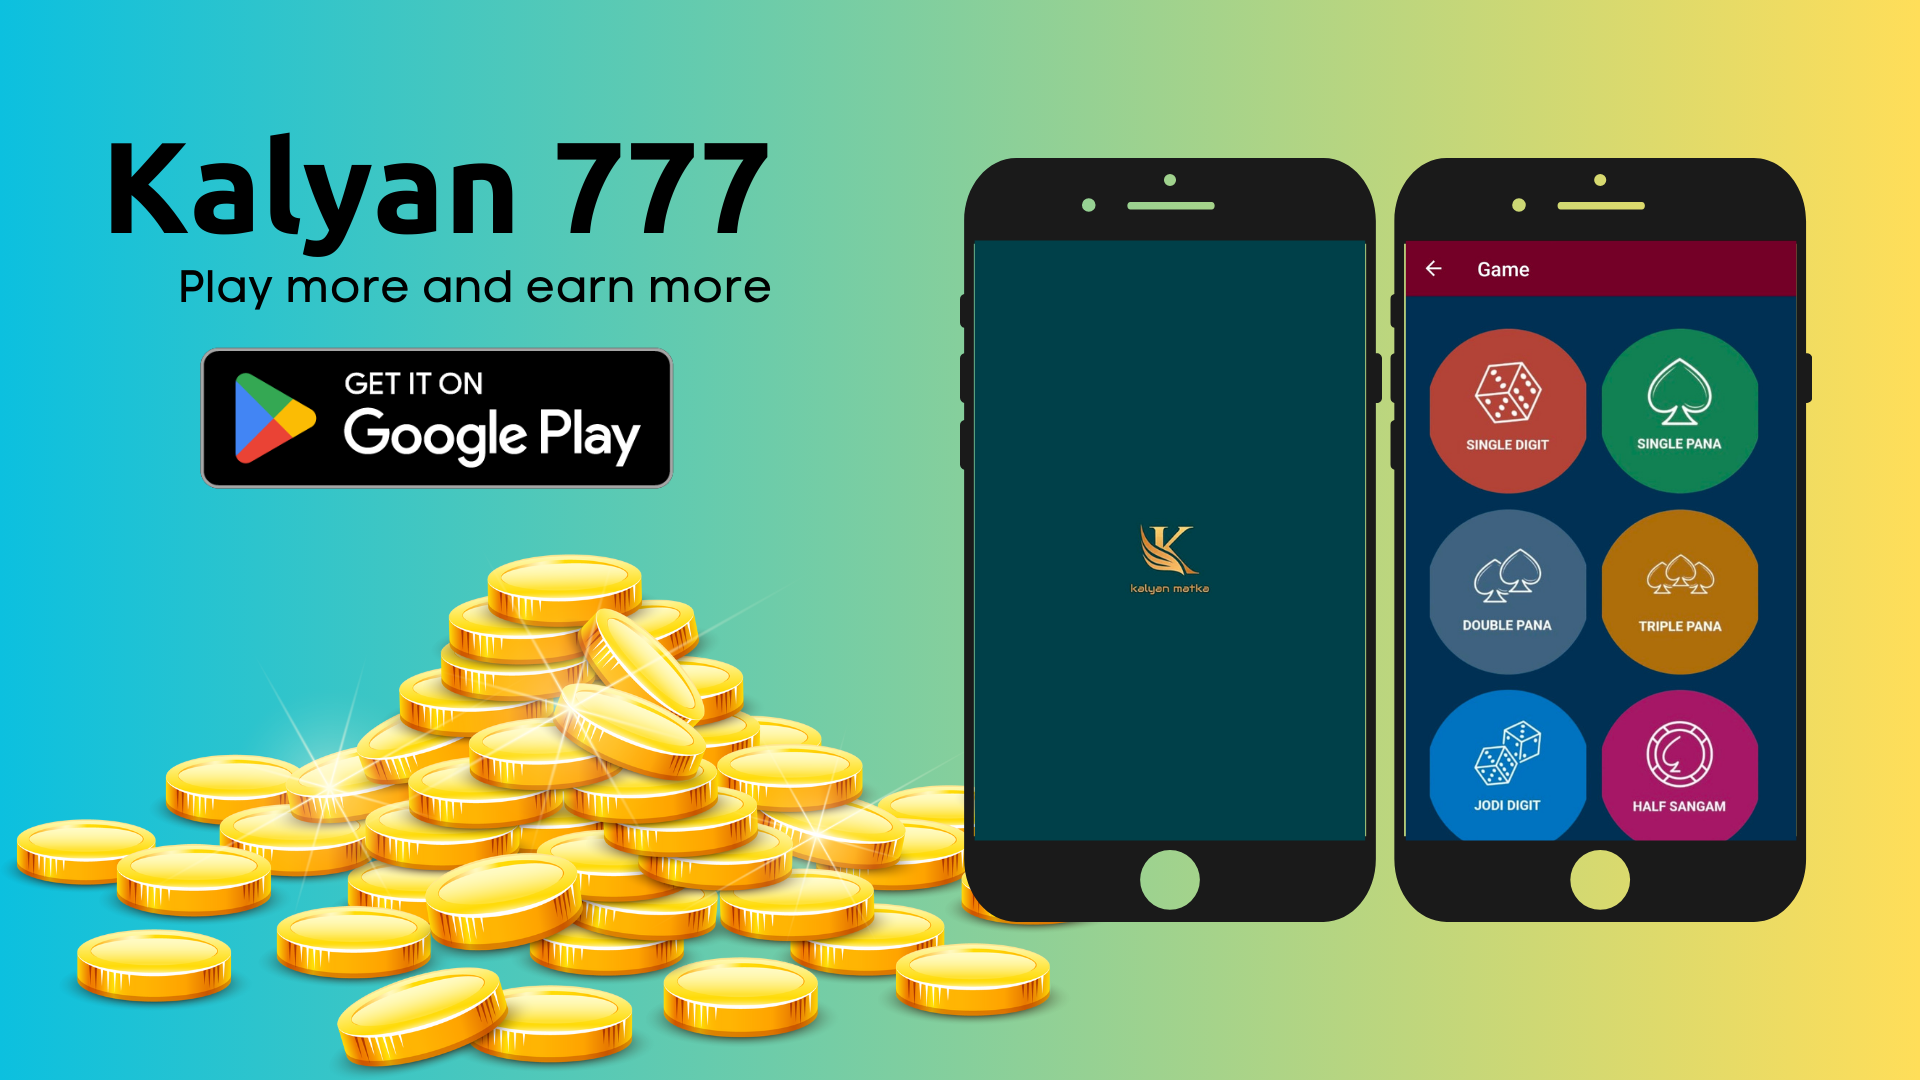 Kalyan 777
Play more and earn more
GET IT ON
Google Play
kalyan matka
Game
SINGLE DIGIT
SINGLE PANA
DOUBLE PANA
TRIPLE PANA
JODI DIGIT
HALF SANGAM